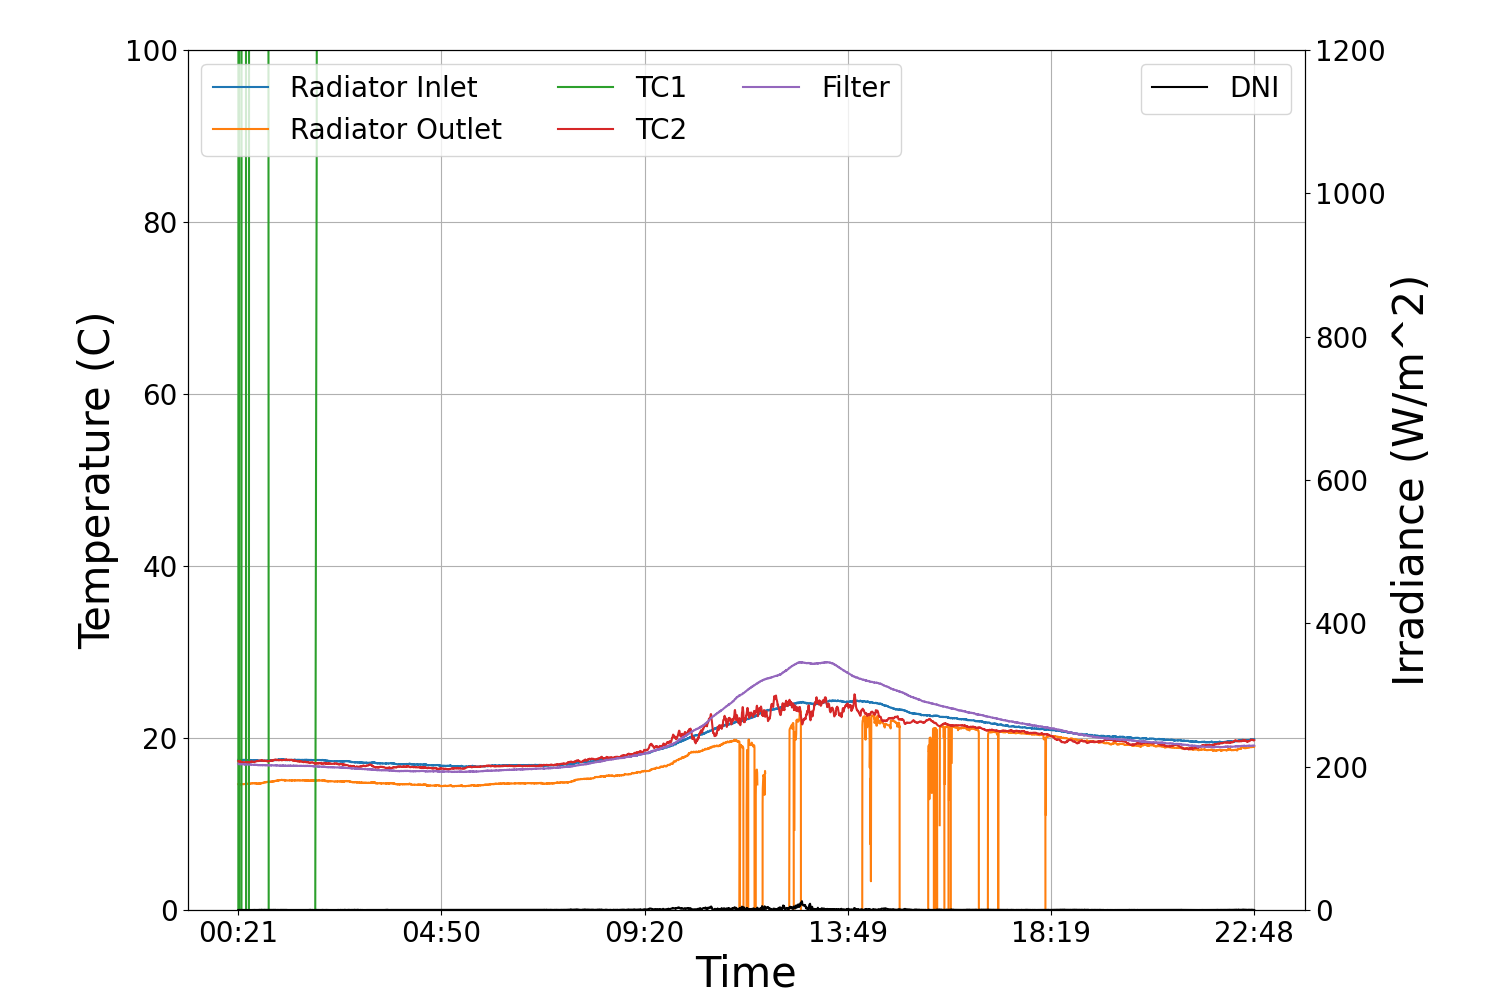 100
80
60
40
20
0
Temperature (C)
Radiator Inlet
Radiator Outlet
TC1
TC2
Filter
DNI
1200
1000
800
600
400
200
0
Irradiance (W/m^2)
00:21 04:50 09:20 13:49 18:19 22:48
Time